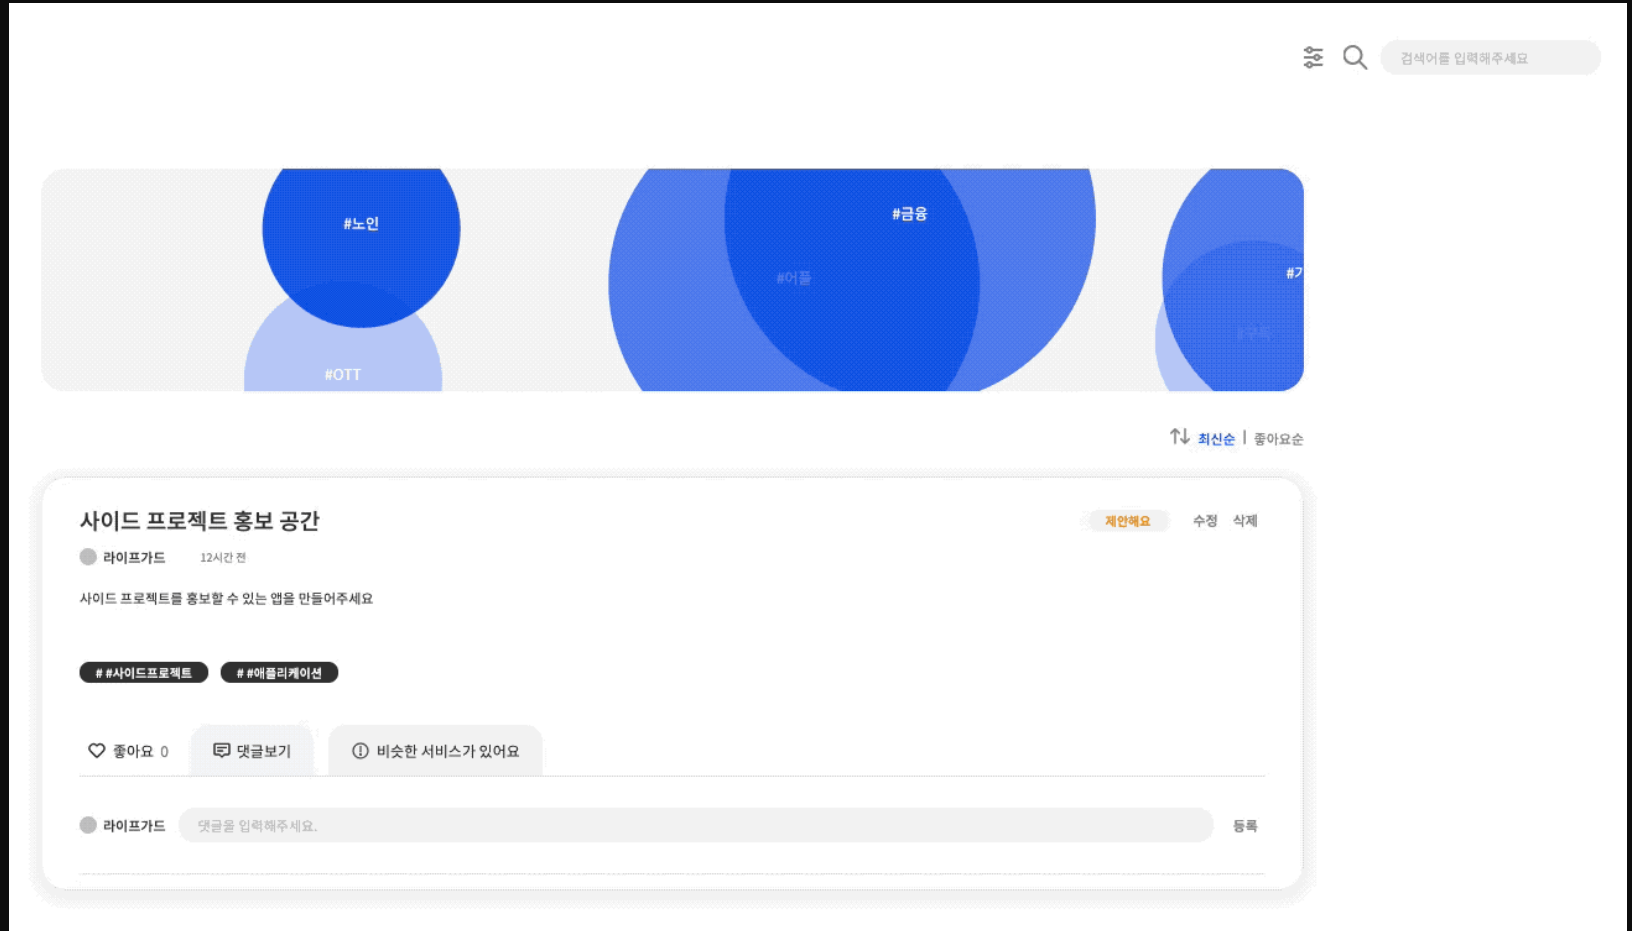 검색어를 입력해주세요
#노인
#금융
#어플
#OTT
최신순 | 좋아요순
사이드 프로젝트 홍보 공간
제안해요 수정 삭제
라이프가드 12시간 전
사이드 프로젝트를 홍보할 수 있는 앱을 만들어주세요
# #사이드프로젝트 # #애플리케이션
좋아요 0 댓글보기 비슷한 서비스가 있어요
라이프가드 댓글을 입력해주세요. 등록